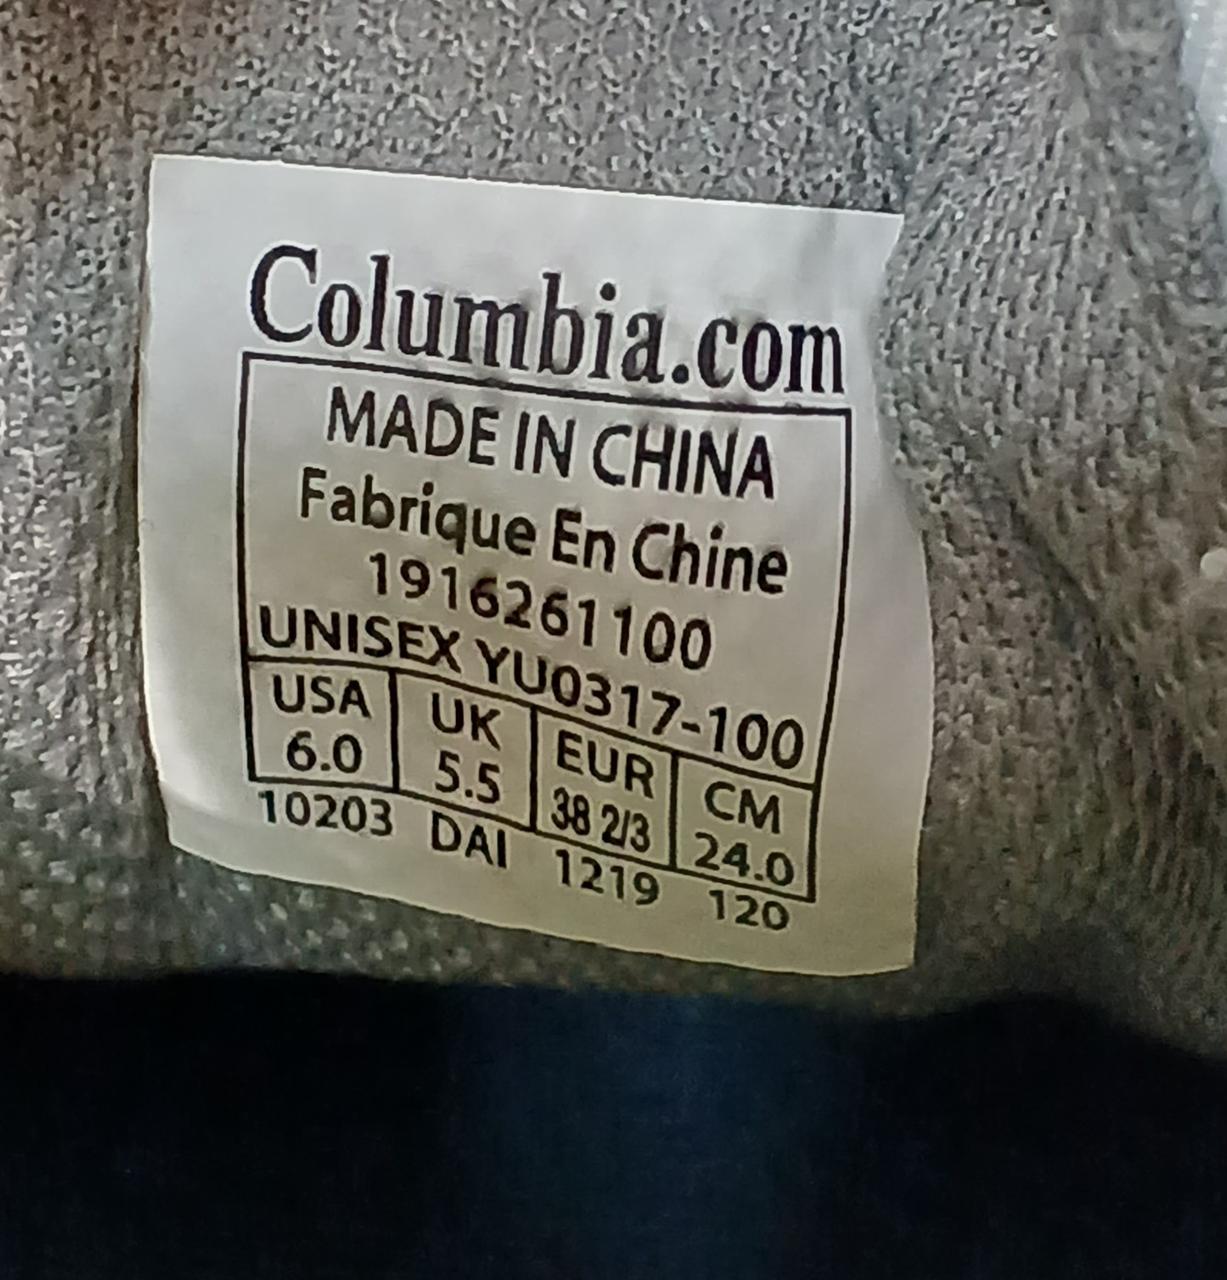 Columbia.com
MADE IN CHINA
Fabrique En Chine
1916261100
UNISEX YU0317-100
USA UK EUR CM
6.0 5.5 38 2/3 24.0
10203 DAI 1219 120